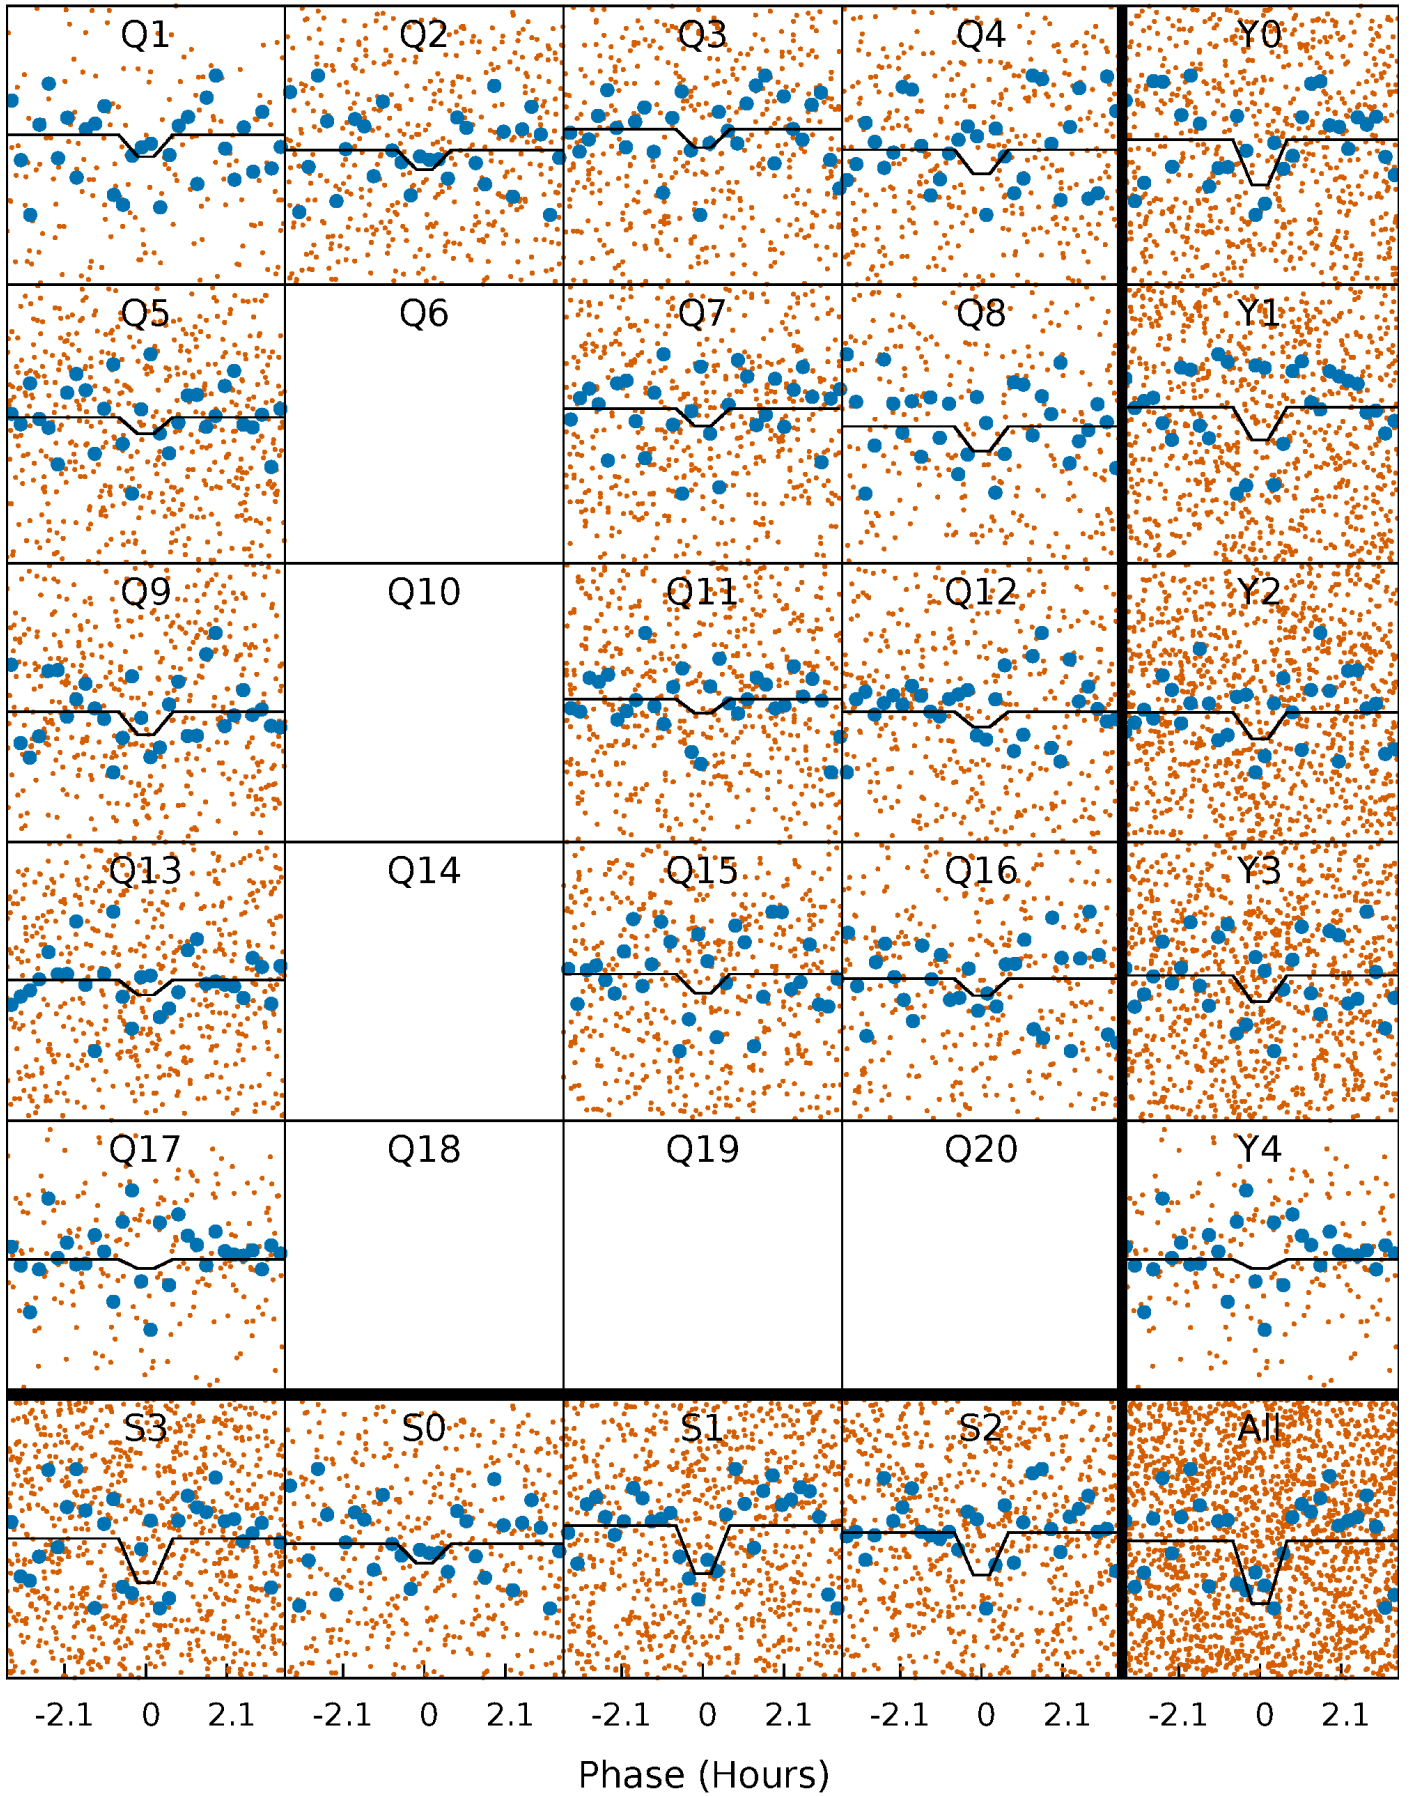 Q1 Q2 Q3 Q4 Y0
Q5 Q6 Q7 Q8 Y1
Q9 Q10 Q11 Q12 Y2
Q13 Q14 Q15 Q16 Y3
Q17 Q18 Q19 Q20 Y4
S3 S0 S1 S2 All
-2.1 0 2.1 -2.1 0 2.1 -2.1 0 2.1 -2.1 0 2.1 -2.1 0 2.1
Phase (Hours)